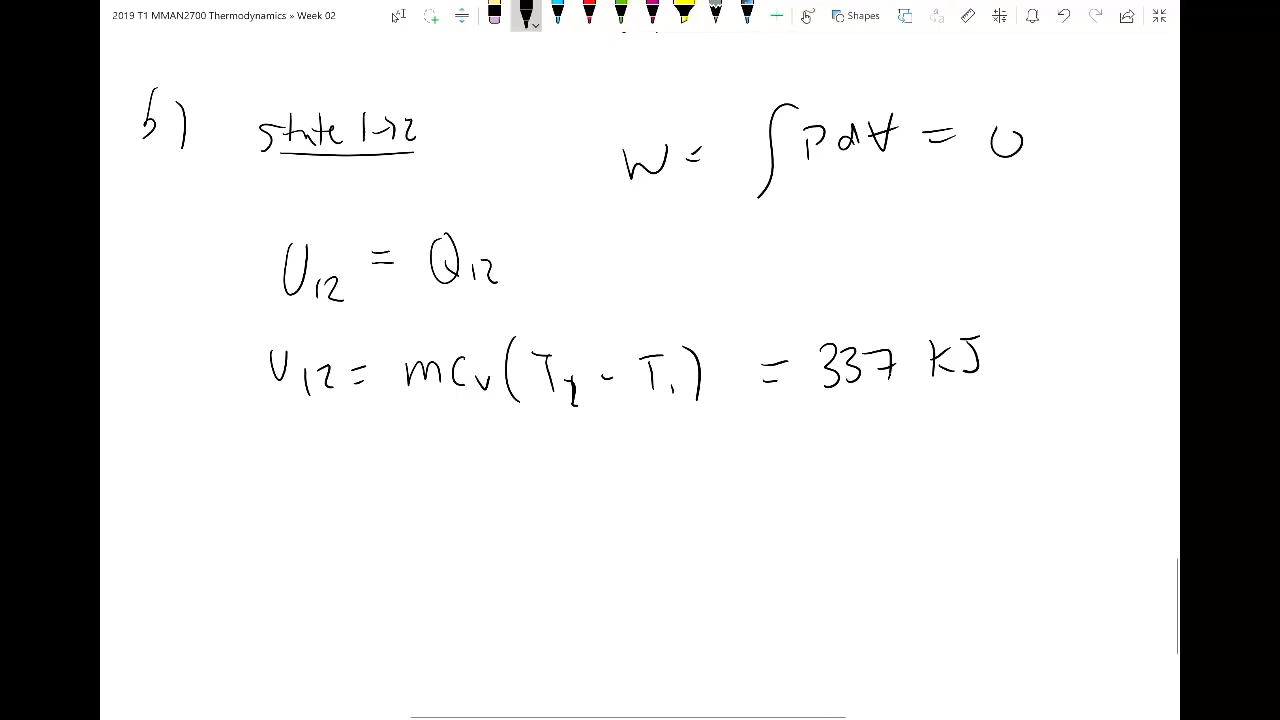 2019 T1 MMAN2700 Thermodynamics » Week 02
Shapes
b) state 1→2
W = ∫ P dV = 0
U12 = Q12
U12 = mCv(T2 - T1) = 337 KJ